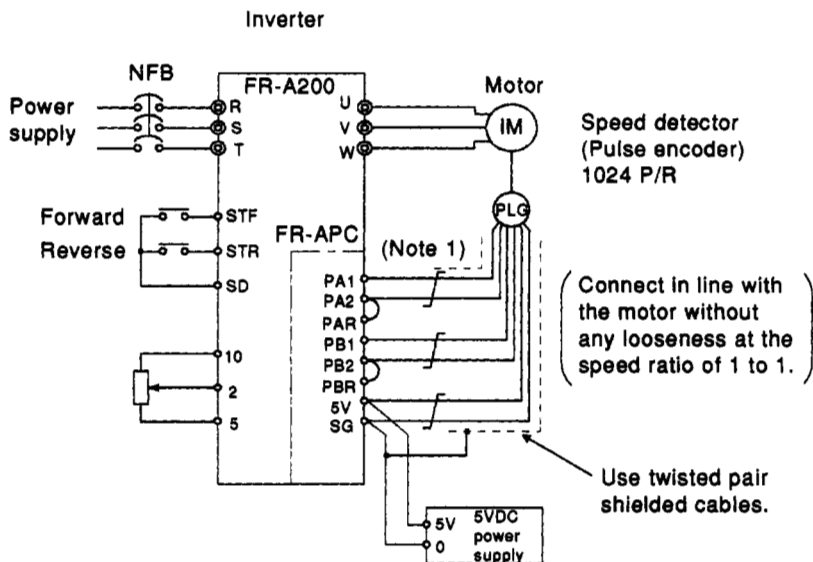 Inverter
NFB
FR-A200
Motor
Power
supply
R
S
T
U
V
W
IM
Speed detector
(Pulse encoder)
1024 P/R
PLG
Forward
Reverse
STF
STR
SD
FR-APC
(Note 1)
PA1
PA2
PAR
PB1
PB2
PBR
5V
SG
10
2
5
Connect in line with
the motor without
any looseness at the
speed ratio of 1 to 1.
Use twisted pair
shielded cables.
5V
0
5VDC
power
supply